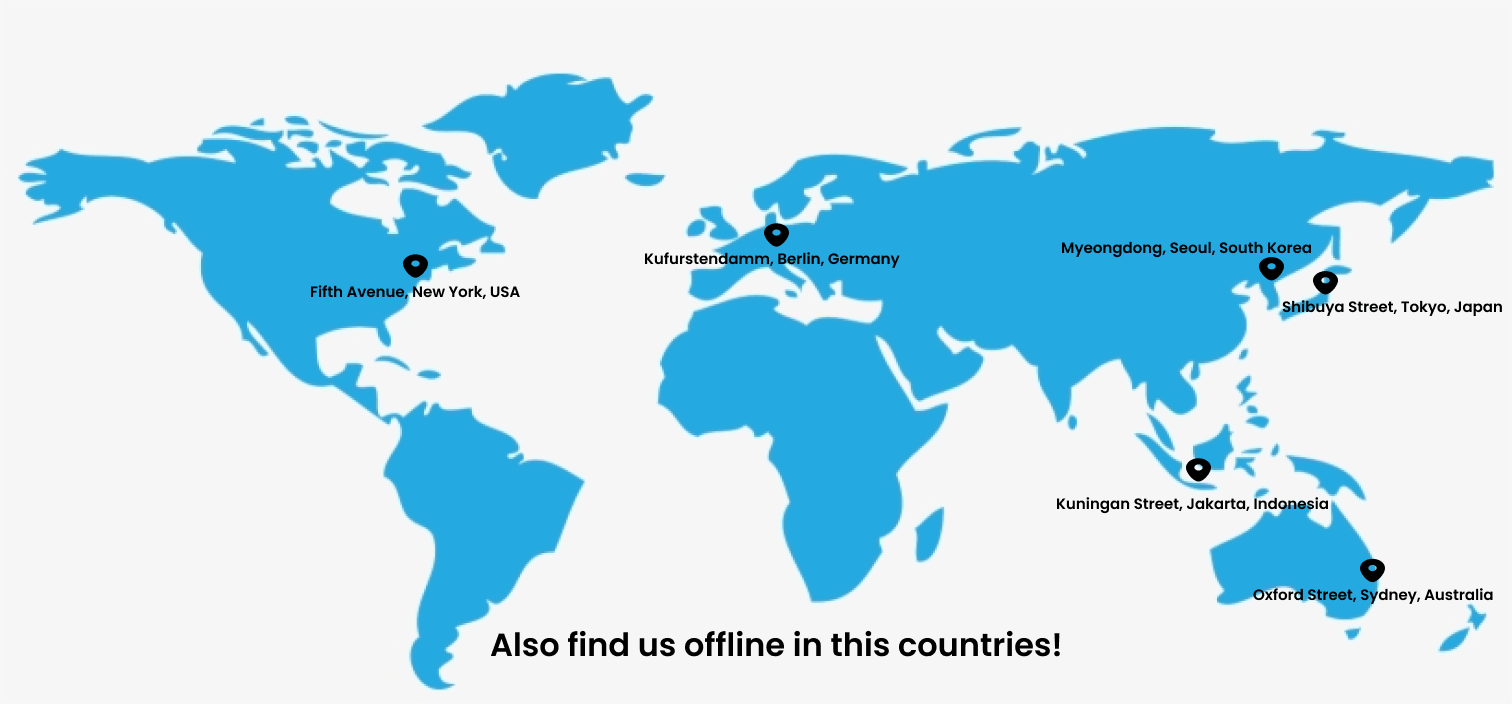 Myeongdong, Seoul, South Korea
Kufurstendamm, Berlin, Germany
Fifth Avenue, New York, USA
Shibuya Street, Tokyo, Japan
Kuningan Street, Jakarta, Indonesia
Oxford Street, Sydney, Australia
Also find us offline in this countries!